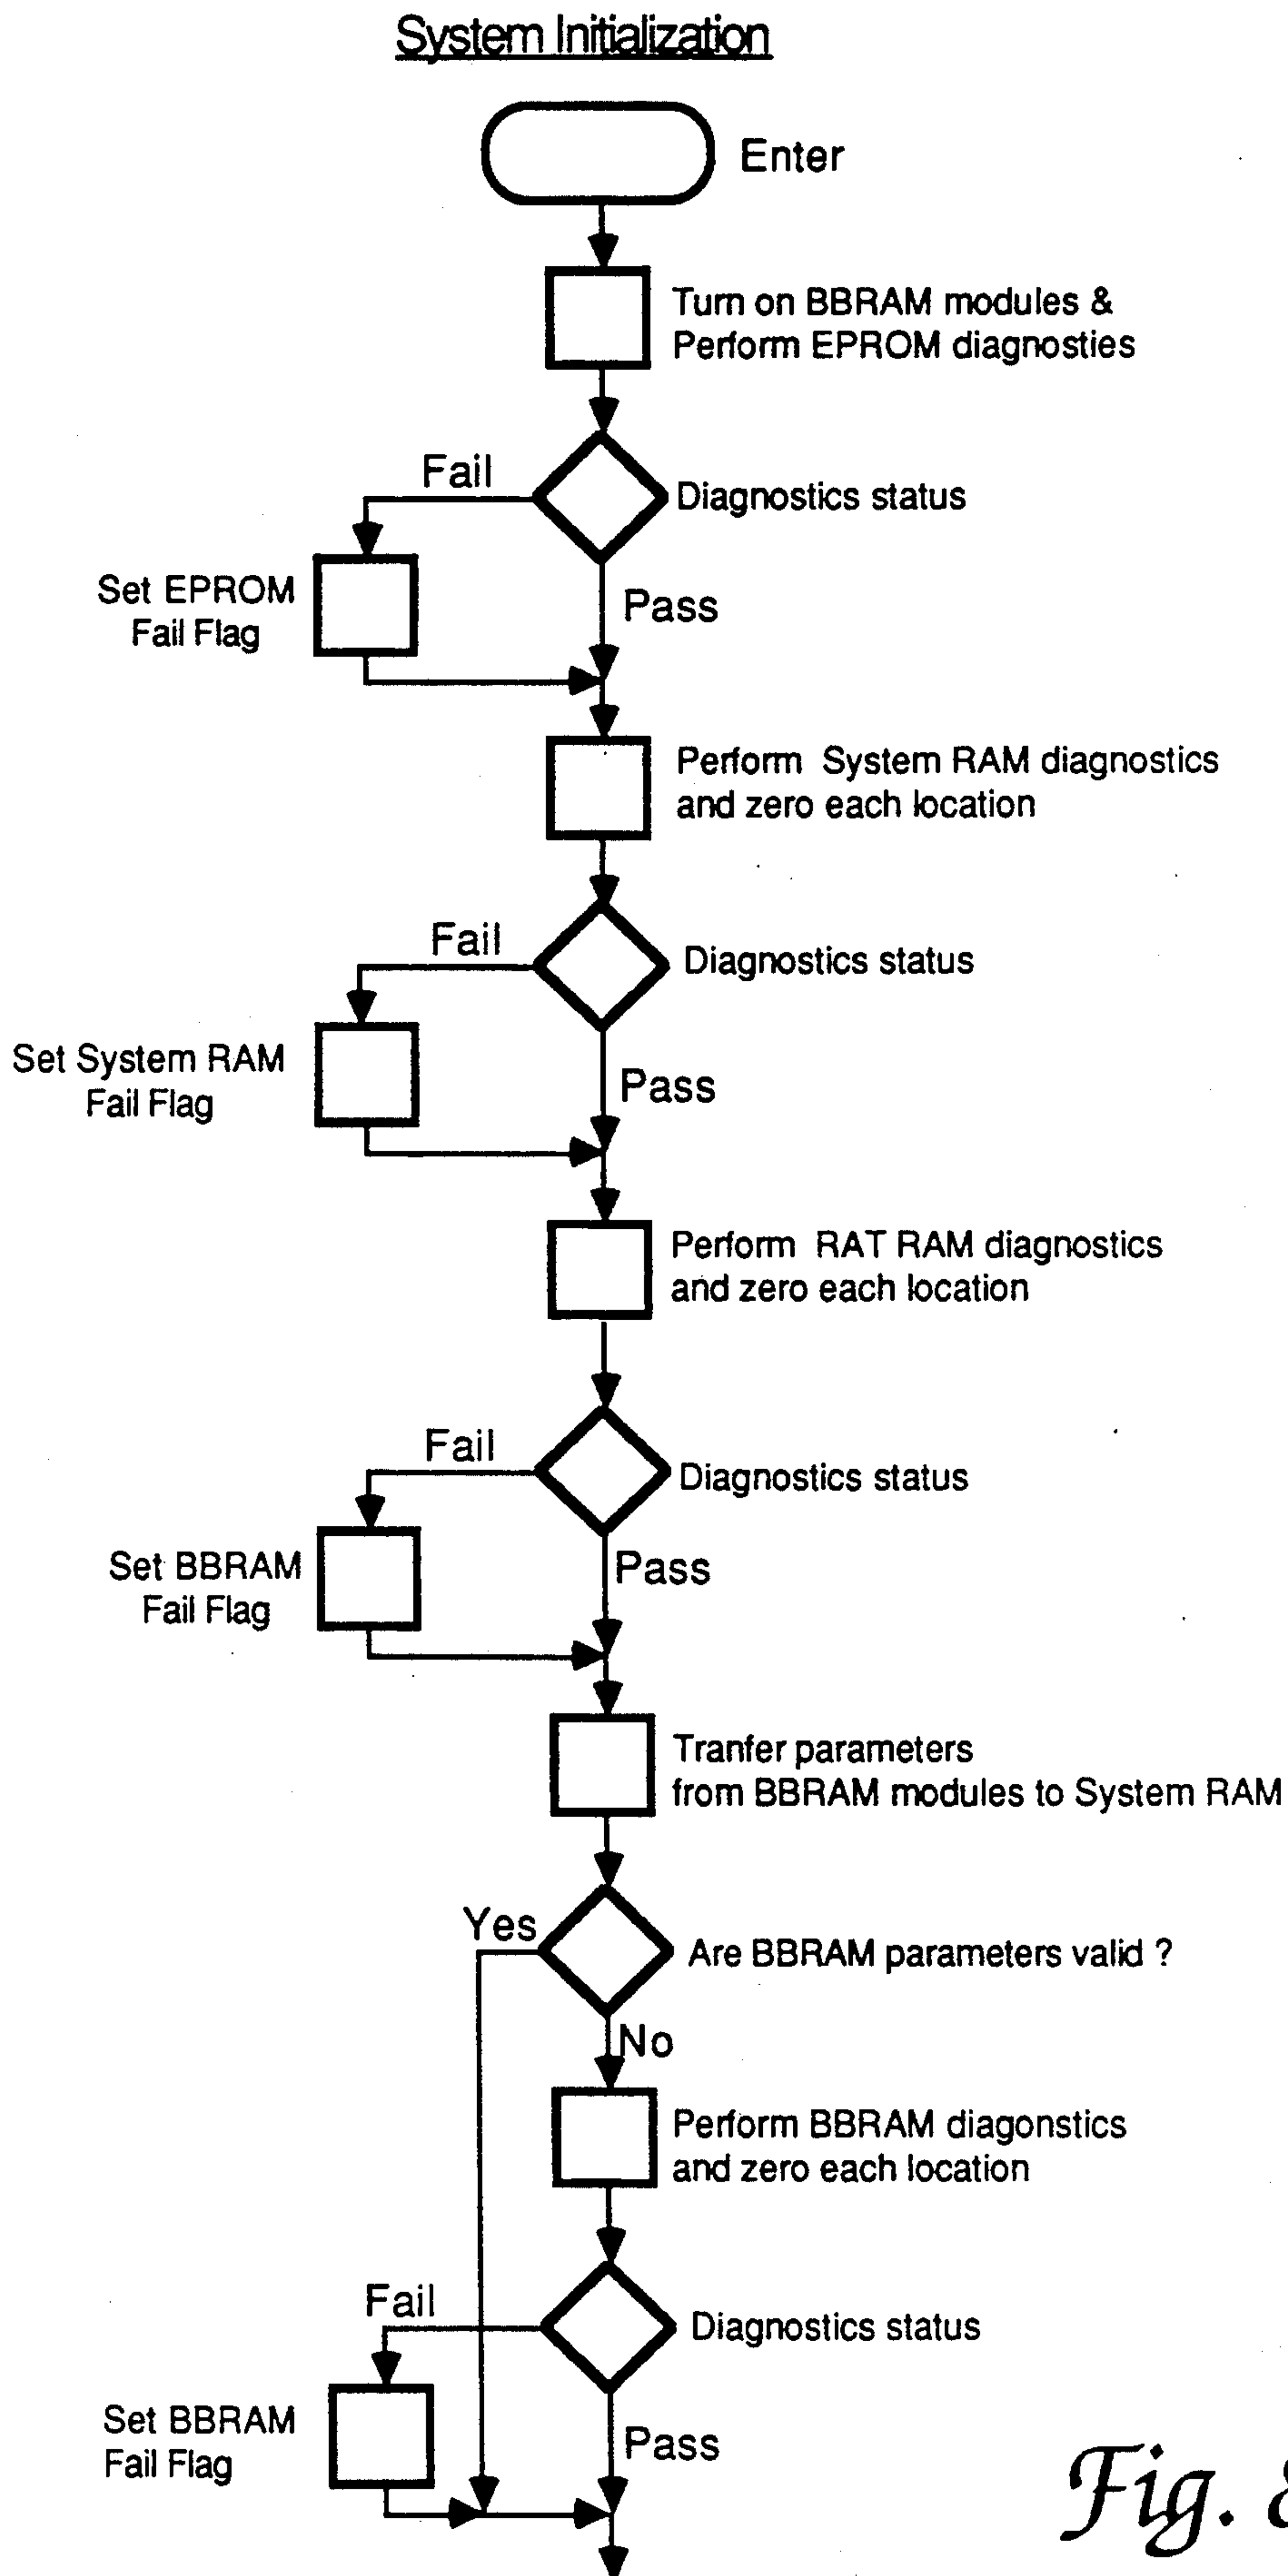 System Initialization
Enter
Turn on BBRAM modules &
Perform EPROM diagnosties
Fail
Diagnostics status
Set EPROM
Fail Flag
Pass
Perform System RAM diagnostics
and zero each location
Fail
Diagnostics status
Set System RAM
Fail Flag
Pass
Perform RAT RAM diagnostics
and zero each location
Fail
Diagnostics status
Set BBRAM
Fail Flag
Pass
Tranfer parameters
from BBRAM modules to System RAM
Yes
Are BBRAM parameters valid ?
No
Perform BBRAM diagonstics
and zero each location
Fail
Diagnostics status
Set BBRAM
Fail Flag
Pass
Fig.